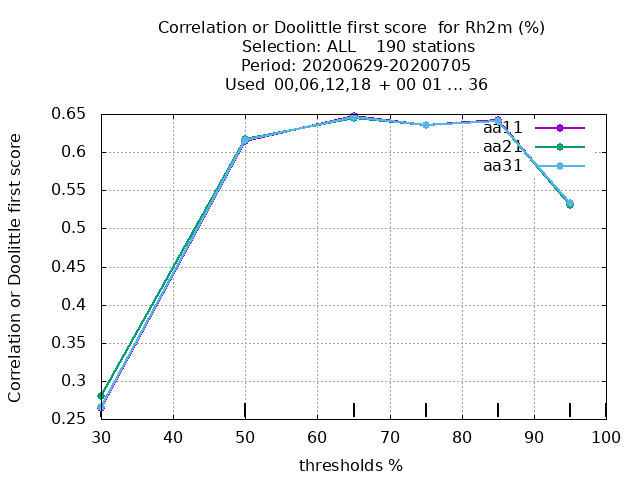 Correlation or Doolittle first score  for Rh2m (%)
Selection: ALL    190 stations
Period: 20200629-20200705
Used  00,06,12,18  + 00 01 ... 36
Correlation or Doolittle first score
0.65
0.6
0.55
0.5
0.45
0.4
0.35
0.3
0.25
aa11
aa21
aa31
30 40 50 60 70 80 90 100
thresholds %